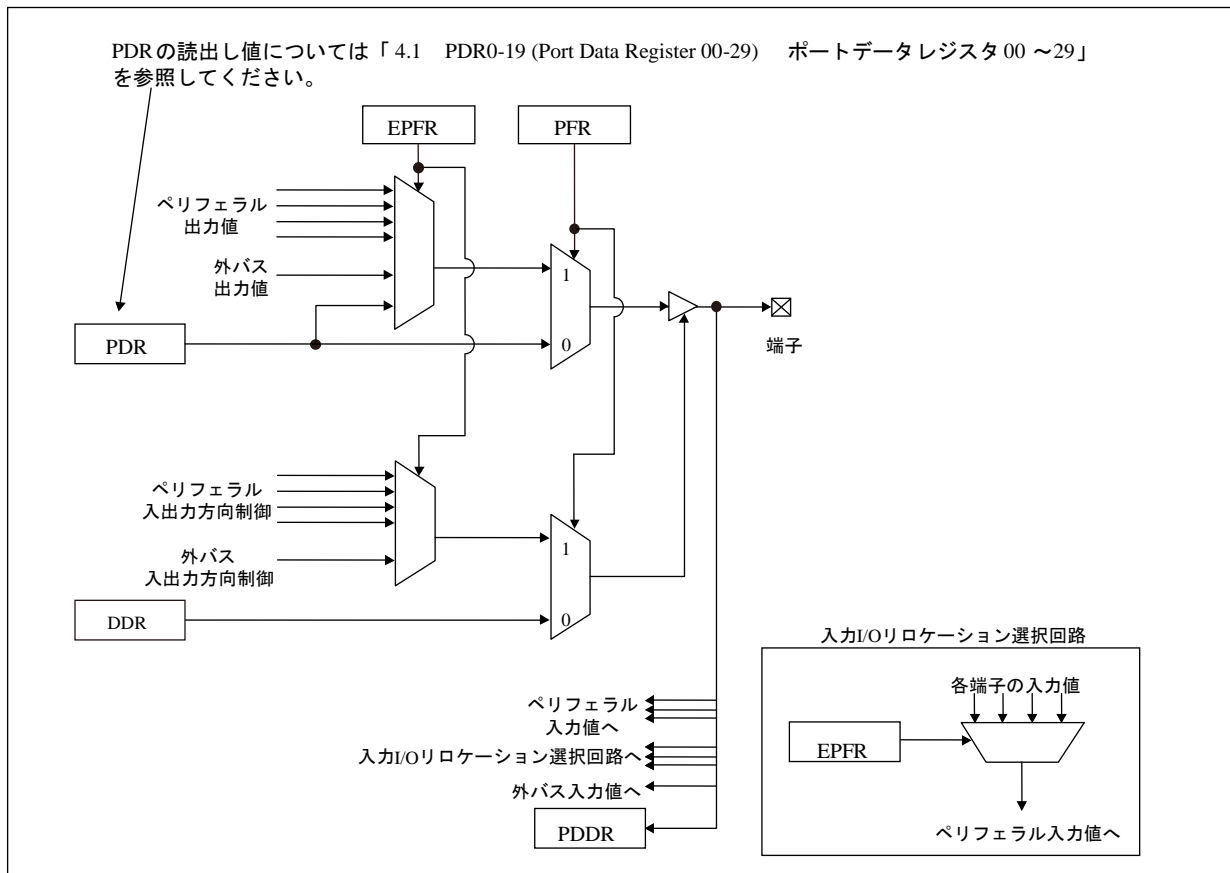 PDRの読出し値については「4.1 PDR0-19 (Port Data Register 00-29) ポートデータレジスタ00 ～29」
を参照してください。
EPFR
PFR
ペリフェラル
出力値
外バス
出力値
1
PDR
0
端子
ペリフェラル
入出力方向制御
外バス
入出力方向制御
1
DDR
0
ペリフェラル
入力値へ
入力I/Oリロケーション選択回路へ
外バス入力値へ
PDDR
入力I/Oリロケーション選択回路
各端子の入力値
EPFR
ペリフェラル入力値へ